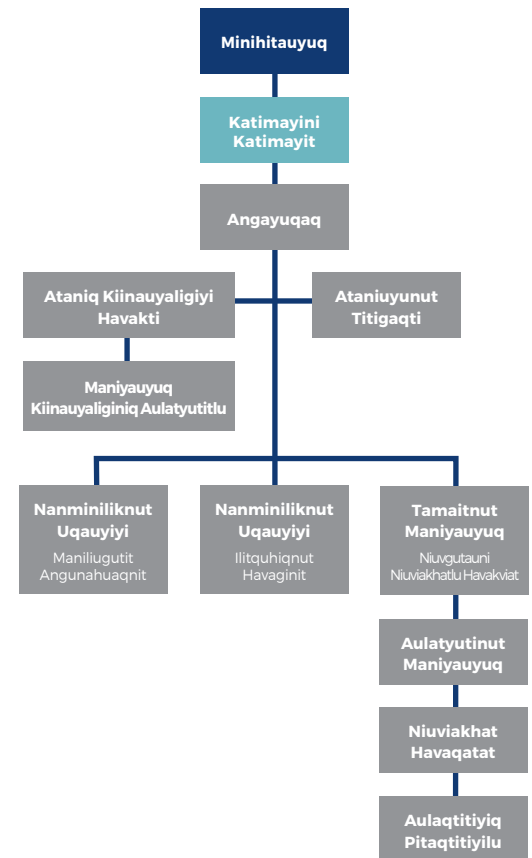 Minihitauyuq
Katimayini
Katimayit
Angayuqaq
Ataniq Kiinauyaligiyi
Havakti
Ataniuyunut
Titigaqti
Maniyauyuq
Kiinauyaliginiq Aulatyutitlu
Nanminiliknut
Uqauyiyi
Maniliugutit
Angunahuaqnit
Nanminiliknut
Uqauyiyi
Ilitquhiqnut
Havaginit
Tamaitnut
Maniyauyuq
Niuvgutauni
Niuviakhatlu Havakviat
Aulatyutinut
Maniyauyuq
Niuviakhat
Havaqatat
Aulaqtitiyiq
Pitaqtitiyilu